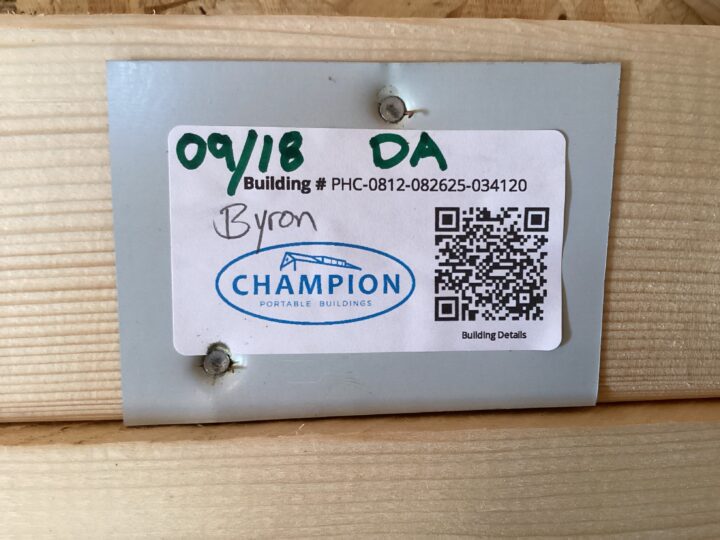 09/18 DA
Building # PHC-0812-082625-034120
Byron
CHAMPION
PORTABLE BUILDINGS
Building Details